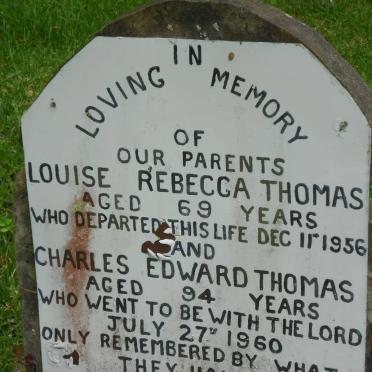 IN
LOVING MEMORY
OF
OUR PARENTS
LOUISE REBECCA THOMAS
AGED 69 YEARS
WHO DEPARTED THIS LIFE DEC 11TH 1956
AND
CHARLES EDWARD THOMAS
AGED 94 YEARS
WHO WENT TO BE WITH THE LORD
JULY 27TH 1960
ONLY REMEMBERED BY WHAT
THEY